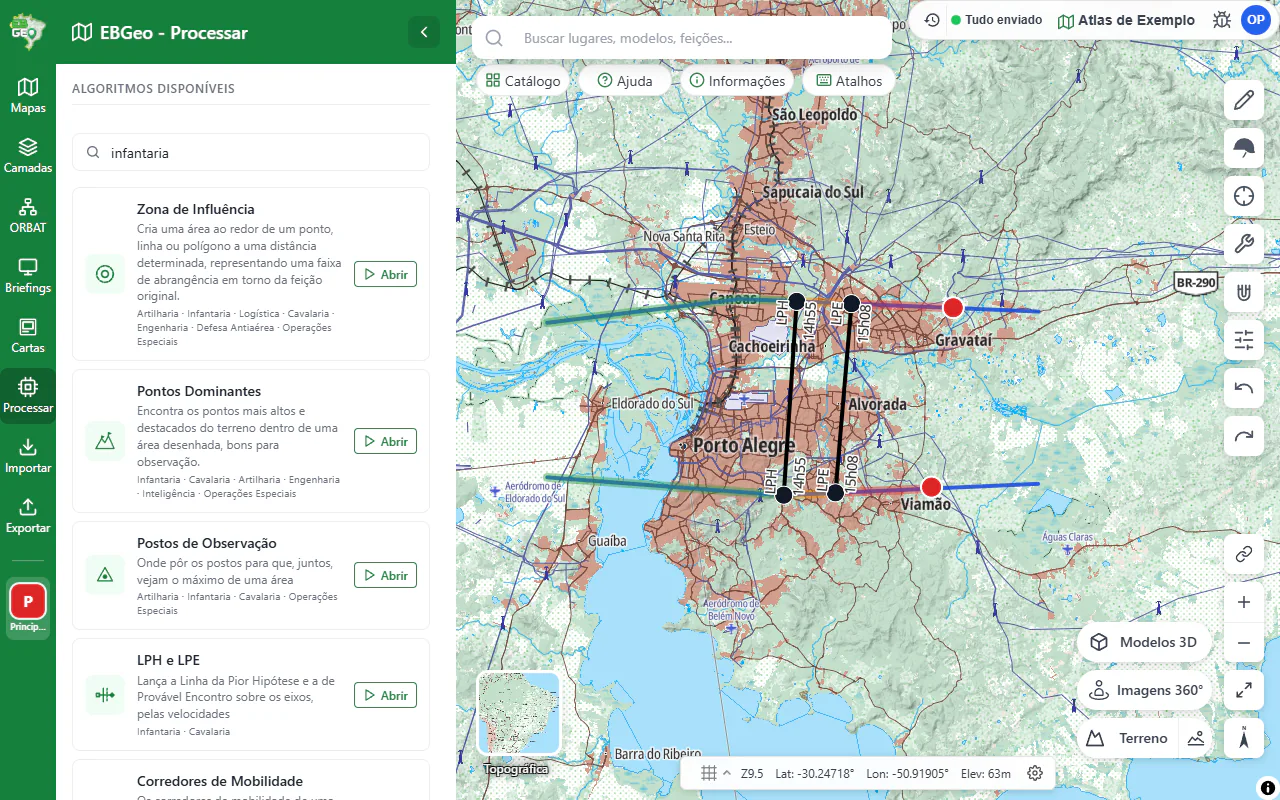 EBGeo - Processar
Buscar lugares, modelos, feições...
Tudo enviado
Atlas de Exemplo
OP
Catálogo
Ajuda
Informações
Atalhos
Mapas
Camadas
ORBAT
Briefings
Cartas
Processar
Importar
Exportar
P
Princip...
ALGORITMOS DISPONÍVEIS
infantaria
Zona de Influência
Cria uma área ao redor de um ponto,
linha ou polígono a uma distância
determinada, representando uma faixa
de abrangência em torno da feição
original.
Artilharia · Infantaria · Logística · Cavalaria ·
Engenharia · Defesa Antiaérea · Operações
Especiais
Abrir
Pontos Dominantes
Encontra os pontos mais altos e
destacados do terreno dentro de uma
área desenhada, bons para
observação.
Infantaria · Cavalaria · Artilharia · Engenharia
· Inteligência · Operações Especiais
Abrir
Postos de Observação
Onde pôr os postos para que, juntos,
vejam o máximo de uma área
Artilharia · Infantaria · Cavalaria · Operações
Especiais
Abrir
LPH e LPE
Lança a Linha da Pior Hipótese e a de
Provável Encontro sobre os eixos,
pelas velocidades
Infantaria · Cavalaria
Abrir
Corredores de Mobilidade
São Leopoldo
Sapucaia do Sul
Nova Santa Rita
Esteio
BR-290
Canoas
LPH
14h55
LPE
15h08
Cachoeirinha
Gravataí
Eldorado do Sul
Alvorada
Porto Alegre
LPH
14h55
LPE
15h08
Aeródromo de
Eldorado do Sul
Viamão
Guaíba
Águas Claras
Aeródromo de
Belém Novo
Barra do Ribeiro
Topográfica
Modelos 3D
Imagens 360°
Terreno
N
Z9.5
Lat: -30.24718°
Lon: -50.91905°
Elev: 63m